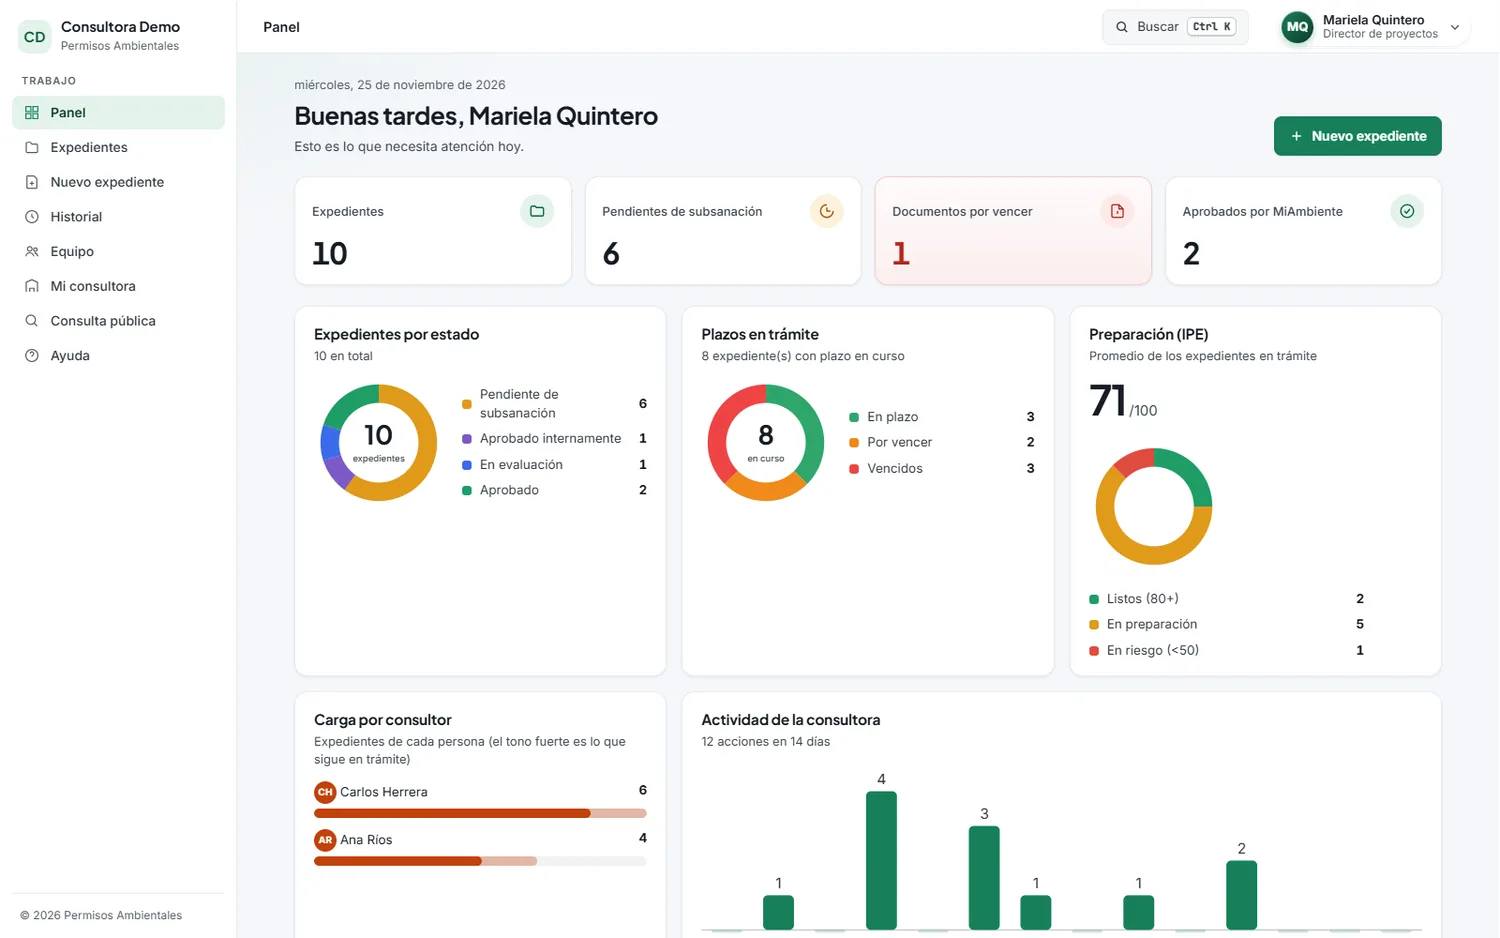 CD
Consultora Demo
Permisos Ambientales
TRABAJO
Panel
Expedientes
Nuevo expediente
Historial
Equipo
Mi consultora
Consulta pública
Ayuda
© 2026 Permisos Ambientales
Panel
Buscar Ctrl K
MQ
Mariela Quintero
Director de proyectos
miércoles, 25 de noviembre de 2026
Buenas tardes, Mariela Quintero
Esto es lo que necesita atención hoy.
+ Nuevo expediente
Expedientes
10
Pendientes de subsanación
6
Documentos por vencer
1
Aprobados por MiAmbiente
2
Expedientes por estado
10 en total
10
expedientes
Pendiente de
subsanación 6
Aprobado internamente 1
En evaluación 1
Aprobado 2
Plazos en trámite
8 expediente(s) con plazo en curso
8
en curso
En plazo 3
Por vencer 2
Vencidos 3
Preparación (IPE)
Promedio de los expedientes en trámite
71/100
Listos (80+) 2
En preparación 5
En riesgo (<50) 1
Carga por consultor
Expedientes de cada persona (el tono fuerte es lo que
sigue en trámite)
CH Carlos Herrera 6
AR Ana Ríos 4
Actividad de la consultora
12 acciones en 14 días
1
4
3
1
1
2